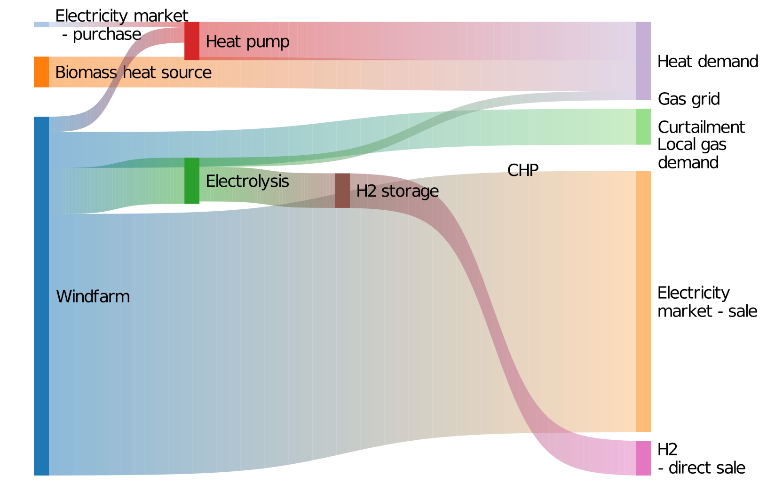 Electricity market
- purchase
Heat pump
Biomass heat source
Heat demand
Gas grid
Curtailment
Local gas
demand
CHP
Electrolysis
H2 storage
Windfarm
Electricity
market - sale
H2
- direct sale